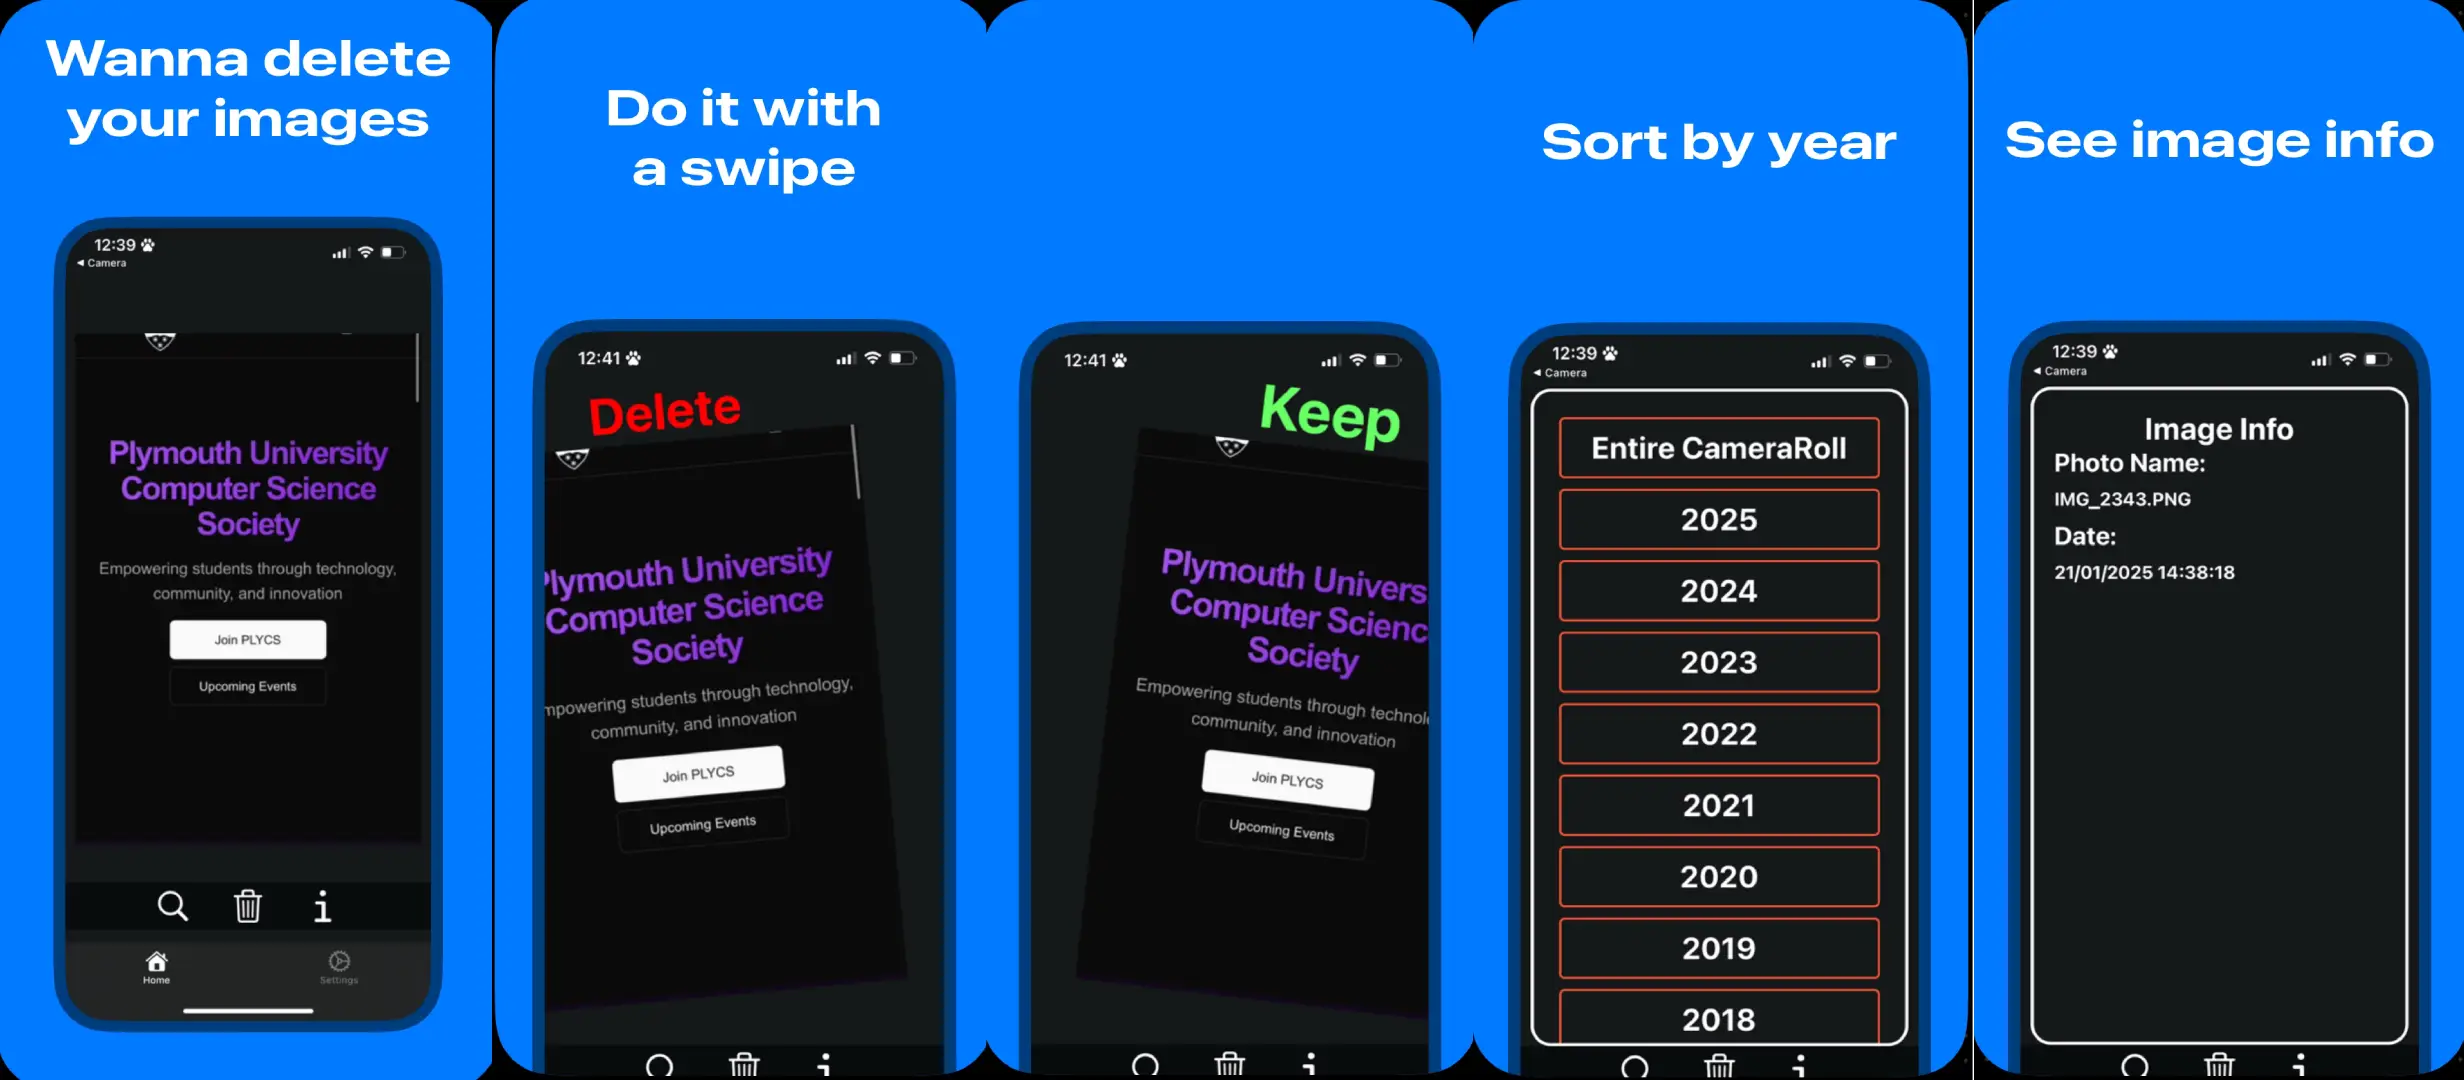 Wanna delete
your images
12:39
◀ Camera
Plymouth University
Computer Science
Society
Empowering students through technology,
community, and innovation
Join PLYCS
Upcoming Events
Home
Settings
Do it with
a swipe
12:41
Delete
Plymouth University
Computer Science
Society
mpowering students through technology,
community, and innovation
Join PLYCS
Upcoming Events
12:41
Keep
Plymouth Univers
Computer Scienc
Society
Empowering students through technol
community, and innovation
Join PLYCS
Upcoming Events
Sort by year
12:39
◀ Camera
Entire CameraRoll
2025
2024
2023
2022
2021
2020
2019
2018
See image info
12:39
◀ Camera
Image Info
Photo Name:
IMG_2343.PNG
Date:
21/01/2025 14:38:18